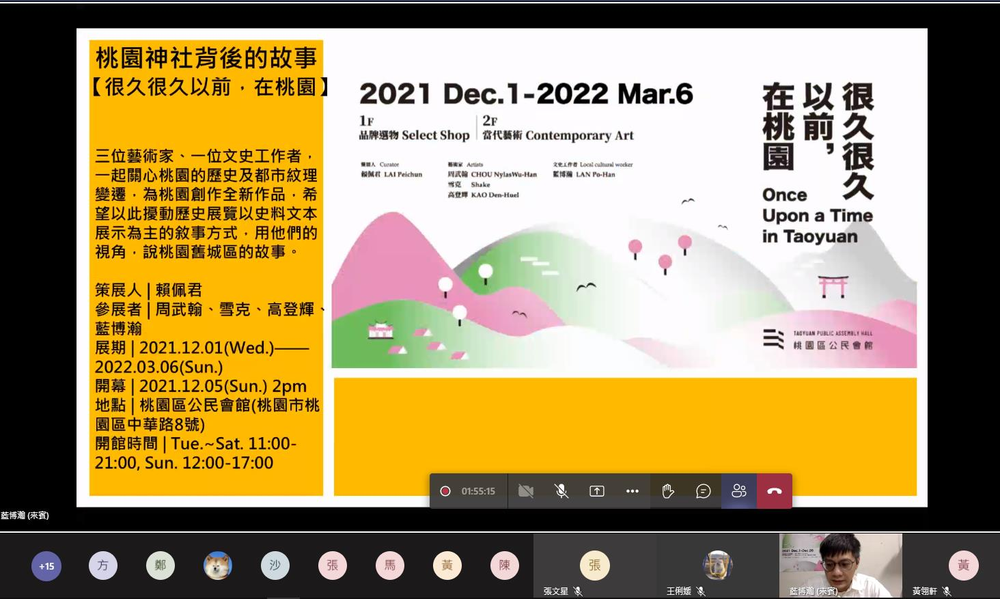 桃園神社背後的故事
【很久很久以前，在桃園】
三位藝術家、一位文史工作者，
一起關心桃園的歷史及都市紋理
變遷，為桃園創作全新作品，希
望以此擾動歷史展覽以史料文本
展示為主的敘事方式，用他們的
視角，說桃園舊城區的故事。
策展人 | 賴佩君
參展者 | 周武翰、雪克、高登輝、
藍博瀚
展期 | 2021.12.01(Wed.)——
2022.03.06(Sun.)
開幕 | 2021.12.05(Sun.) 2pm
地點 | 桃園區公民會館(桃園市桃
園區中華路8號)
開館時間 | Tue.~Sat. 11:00-
21:00, Sun. 12:00-17:00
2021 Dec.1-2022 Mar.6
1F
品牌選物 Select Shop
2F
當代藝術 Contemporary Art
策展人 Curator
賴佩君 LAI Peichun
藝術家 Artists
周武翰 CHOU NylasWu-Han
雪克 Shake
高登輝 KAO Den-Huei
文史工作者 Local cultural worker
藍博瀚 LAN Po-Han
很久很久
以前，
在桃園
Once
Upon a Time
in Taoyuan
TAOYUAN PUBLIC ASSEMBLY HALL
桃園區公民會館
01:55:15
藍博瀚 (來賓)
+15
方
鄭
沙
張
馬
黃
陳
張
張文星
王俐媛
2021 Dec.1-Dec.26
藍博瀚 (來賓)
黃
黃翎軒